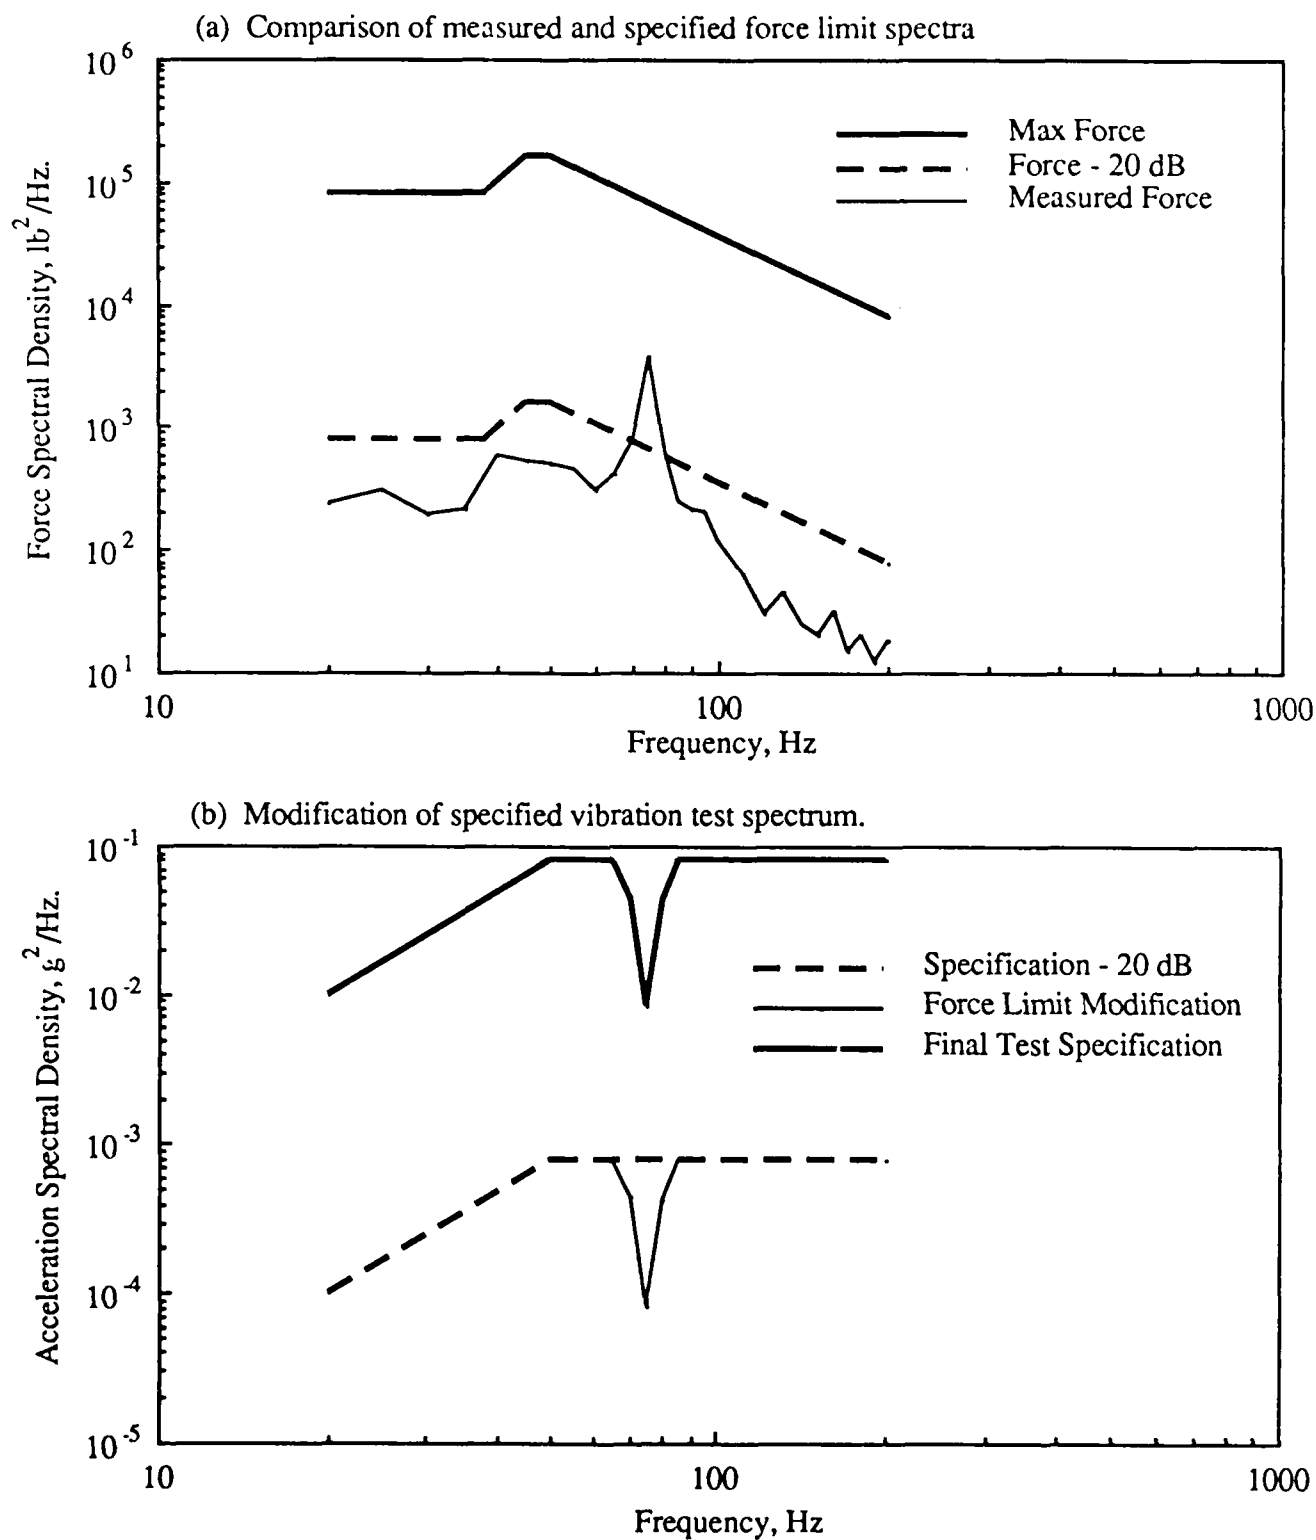 (a) Comparison of measured and specified force limit spectra
10^6
10^5
10^4
10^3
10^2
10^1
Force Spectral Density, lb^2/Hz.
Max Force
Force - 20 dB
Measured Force
10 100 1000
Frequency, Hz
(b) Modification of specified vibration test spectrum.
10^-1
10^-2
10^-3
10^-4
10^-5
Acceleration Spectral Density, g^2/Hz.
Specification - 20 dB
Force Limit Modification
Final Test Specification
10 100 1000
Frequency, Hz